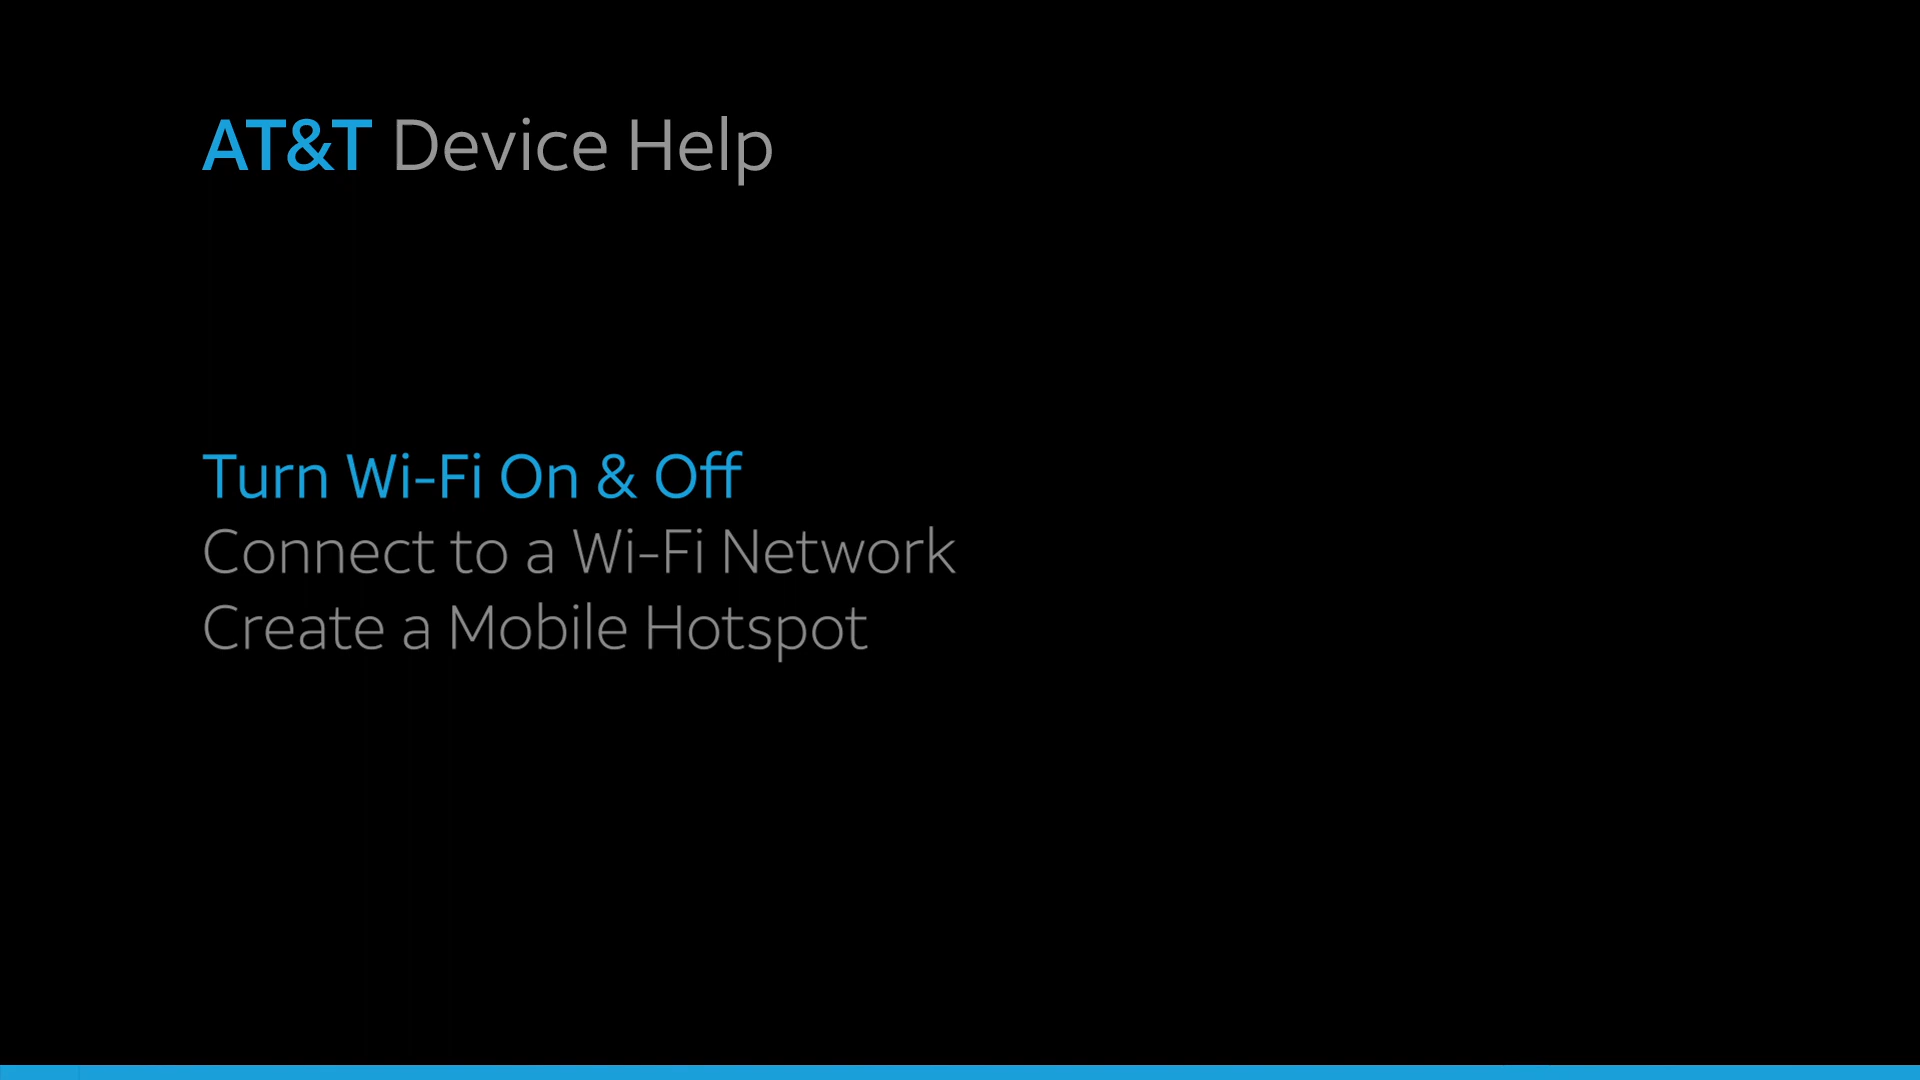 AT&T Device Help
Turn Wi-Fi On & Off
Connect to a Wi-Fi Network
Create a Mobile Hotspot